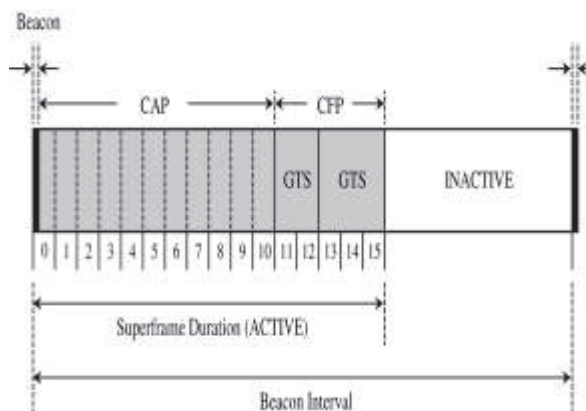 Beacon
CAP CFP
GTS GTS INACTIVE
0 1 2 3 4 5 6 7 8 9 10 11 12 13 14 15
Superframe Duration (ACTIVE)
Beacon Interval